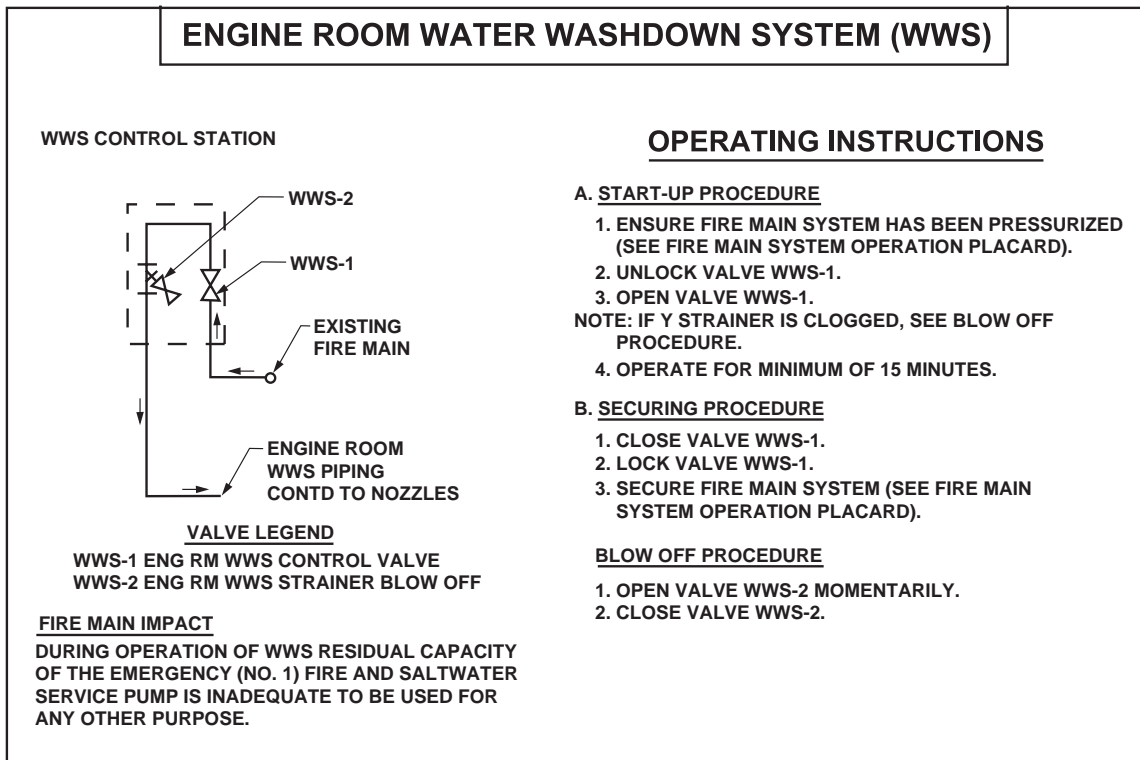 ENGINE ROOM WATER WASHDOWN SYSTEM (WWS)
WWS CONTROL STATION
WWS-2
WWS-1
EXISTING
FIRE MAIN
ENGINE ROOM
WWS PIPING
CONTD TO NOZZLES
VALVE LEGEND
WWS-1 ENG RM WWS CONTROL VALVE
WWS-2 ENG RM WWS STRAINER BLOW OFF
FIRE MAIN IMPACT
DURING OPERATION OF WWS RESIDUAL CAPACITY
OF THE EMERGENCY (NO. 1) FIRE AND SALTWATER
SERVICE PUMP IS INADEQUATE TO BE USED FOR
ANY OTHER PURPOSE.
OPERATING INSTRUCTIONS
A. START-UP PROCEDURE
1. ENSURE FIRE MAIN SYSTEM HAS BEEN PRESSURIZED
(SEE FIRE MAIN SYSTEM OPERATION PLACARD).
2. UNLOCK VALVE WWS-1.
3. OPEN VALVE WWS-1.
NOTE: IF Y STRAINER IS CLOGGED, SEE BLOW OFF
PROCEDURE.
4. OPERATE FOR MINIMUM OF 15 MINUTES.
B. SECURING PROCEDURE
1. CLOSE VALVE WWS-1.
2. LOCK VALVE WWS-1.
3. SECURE FIRE MAIN SYSTEM (SEE FIRE MAIN
SYSTEM OPERATION PLACARD).
BLOW OFF PROCEDURE
1. OPEN VALVE WWS-2 MOMENTARILY.
2. CLOSE VALVE WWS-2.